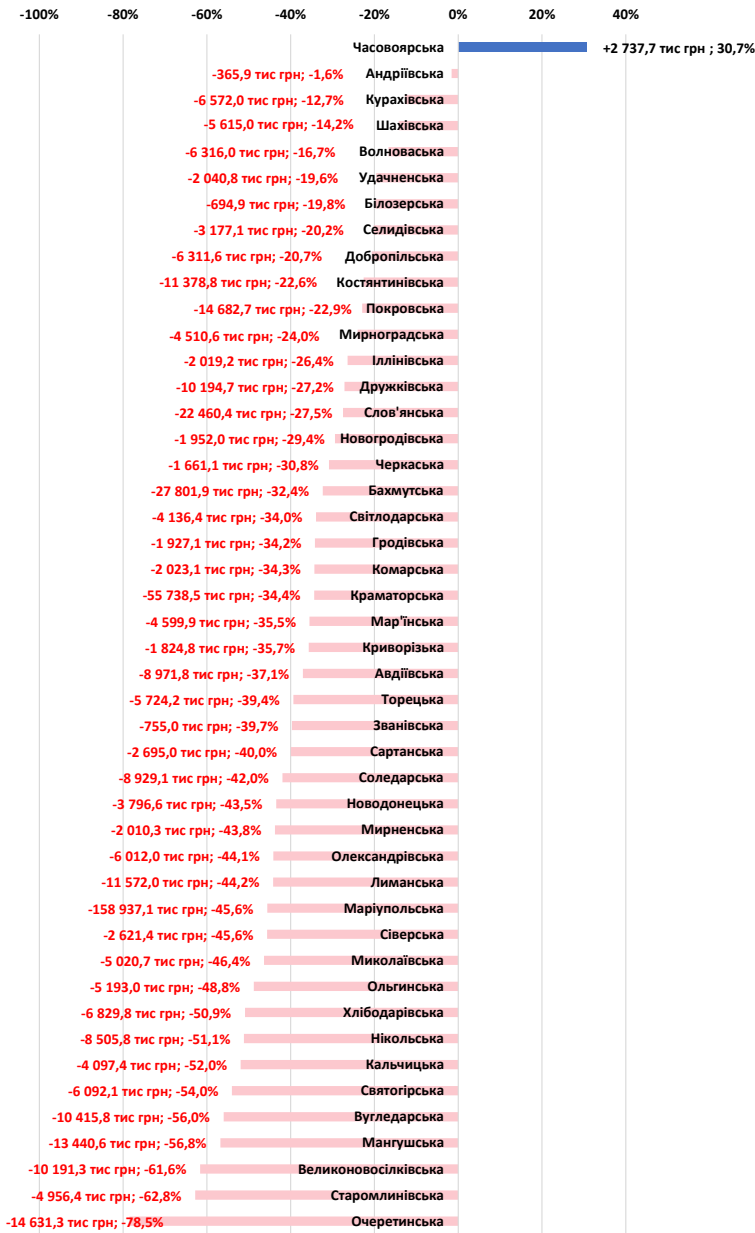 -100% -80% -60% -40% -20% 0% 20% 40%
Часовоярська +2 737,7 тис грн ; 30,7%
-365,9 тис грн; -1,6% Андріївська
-6 572,0 тис грн; -12,7% Курахівська
-5 615,0 тис грн; -14,2% Шахівська
-6 316,0 тис грн; -16,7% Волноваська
-2 040,8 тис грн; -19,6% Удачненська
-694,9 тис грн; -19,8% Білозерська
-3 177,1 тис грн; -20,2% Селидівська
-6 311,6 тис грн; -20,7% Добропільська
-11 378,8 тис грн; -22,6% Костянтинівська
-14 682,7 тис грн; -22,9% Покровська
-4 510,6 тис грн; -24,0% Мирноградська
-2 019,2 тис грн; -26,4% Іллінівська
-10 194,7 тис грн; -27,2% Дружківська
-22 460,4 тис грн; -27,5% Слов'янська
-1 952,0 тис грн; -29,4% Новогродівська
-1 661,1 тис грн; -30,8% Черкаська
-27 801,9 тис грн; -32,4% Бахмутська
-4 136,4 тис грн; -34,0% Світлодарська
-1 927,1 тис грн; -34,2% Гродівська
-2 023,1 тис грн; -34,3% Комарська
-55 738,5 тис грн; -34,4% Краматорська
-4 599,9 тис грн; -35,5% Мар'їнська
-1 824,8 тис грн; -35,7% Криворізька
-8 971,8 тис грн; -37,1% Авдіївська
-5 724,2 тис грн; -39,4% Торецька
-755,0 тис грн; -39,7% Званівська
-2 695,0 тис грн; -40,0% Сартанська
-8 929,1 тис грн; -42,0% Соледарська
-3 796,6 тис грн; -43,5% Новодонецька
-2 010,3 тис грн; -43,8% Мирненська
-6 012,0 тис грн; -44,1% Олександрівська
-11 572,0 тис грн; -44,2% Лиманська
-158 937,1 тис грн; -45,6% Маріупольська
-2 621,4 тис грн; -45,6% Сіверська
-5 020,7 тис грн; -46,4% Миколаївська
-5 193,0 тис грн; -48,8% Ольгинська
-6 829,8 тис грн; -50,9% Хлібодарівська
-8 505,8 тис грн; -51,1% Нікольська
-4 097,4 тис грн; -52,0% Кальчицька
-6 092,1 тис грн; -54,0% Святогірська
-10 415,8 тис грн; -56,0% Вугледарська
-13 440,6 тис грн; -56,8% Мангушська
-10 191,3 тис грн; -61,6% Великоновосілківська
-4 956,4 тис грн; -62,8% Старомлинівська
-14 631,3 тис грн; -78,5% Очеретинська